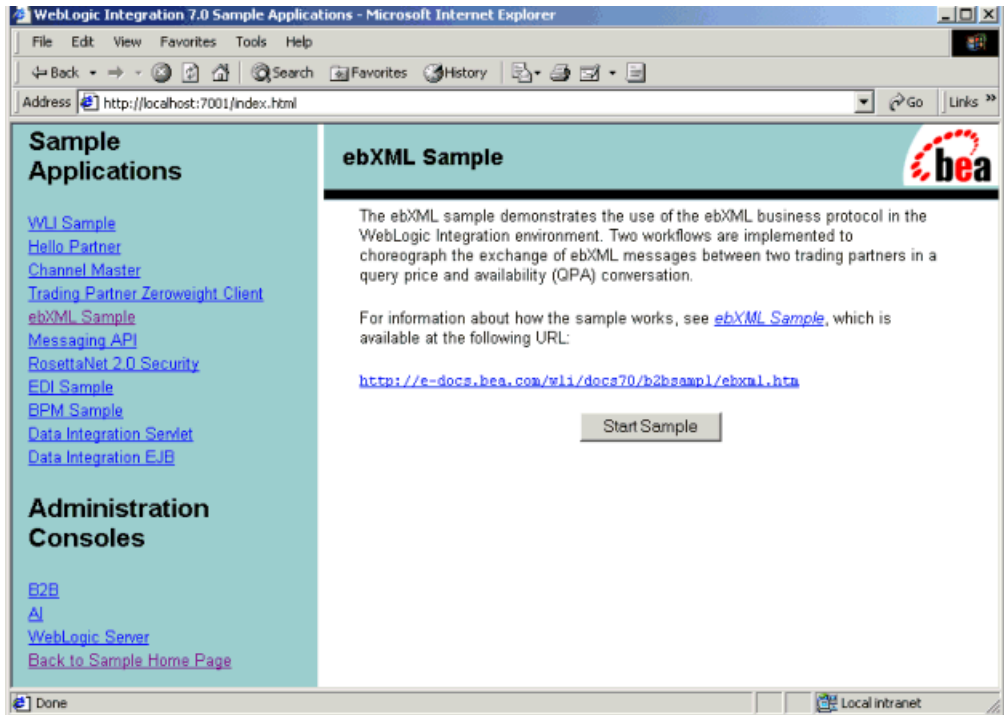 WebLogic Integration 7.0 Sample Applications - Microsoft Internet Explorer
File Edit View Favorites Tools Help
Back Search Favorites History
Address http://localhost:7001/index.html Go Links »
Sample
Applications
WLI Sample
Hello Partner
Channel Master
Trading Partner Zeroweight Client
ebXML Sample
Messaging API
RosettaNet 2.0 Security
EDI Sample
BPM Sample
Data Integration Servlet
Data Integration EJB
Administration
Consoles
B2B
AI
WebLogic Server
Back to Sample Home Page
ebXML Sample
bea
The ebXML sample demonstrates the use of the ebXML business protocol in the
WebLogic Integration environment. Two workflows are implemented to
choreograph the exchange of ebXML messages between two trading partners in a
query price and availability (QPA) conversation.
For information about how the sample works, see ebXML Sample, which is
available at the following URL:
http://e-docs.bea.com/wli/docs70/b2bsampl/ebxml.htm
Start Sample
Done Local intranet